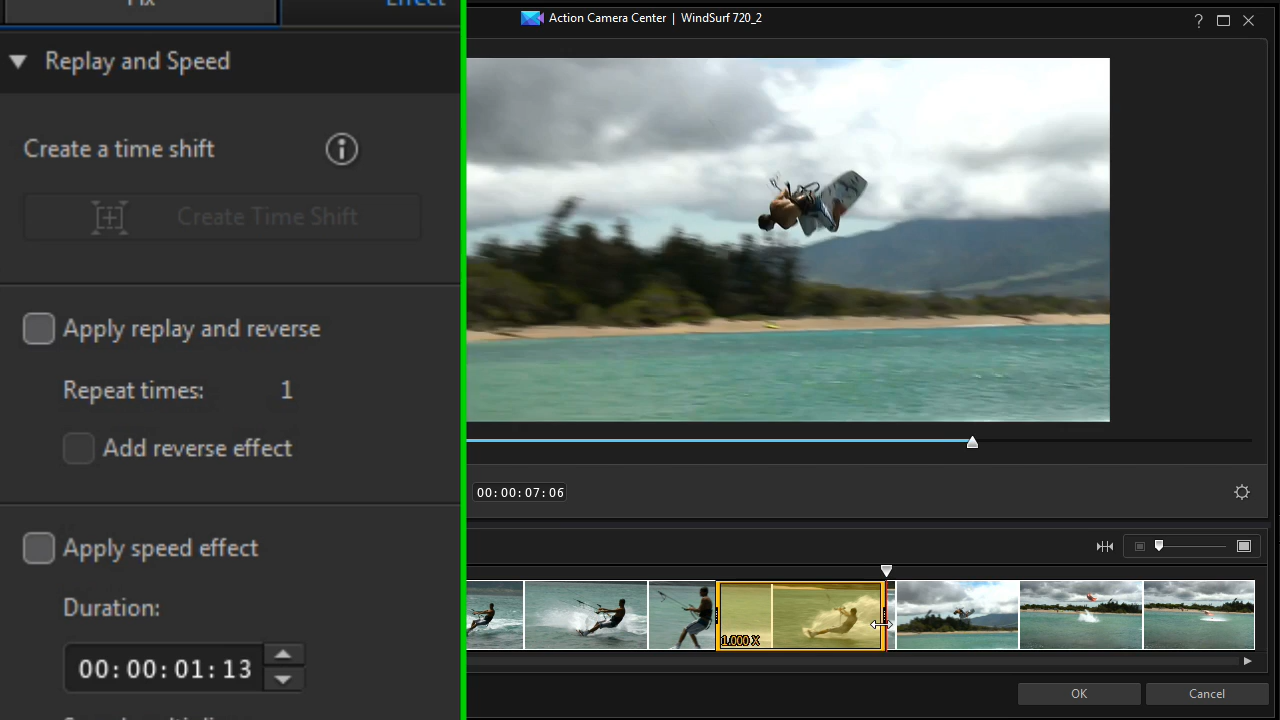 Fix
Effect
Action Camera Center | WindSurf 720_2
Replay and Speed
Create a time shift
Create Time Shift
Apply replay and reverse
Repeat times: 1
Add reverse effect
00:00:07:06
Apply speed effect
Duration:
00:00:01:13
1.000 X
OK
Cancel